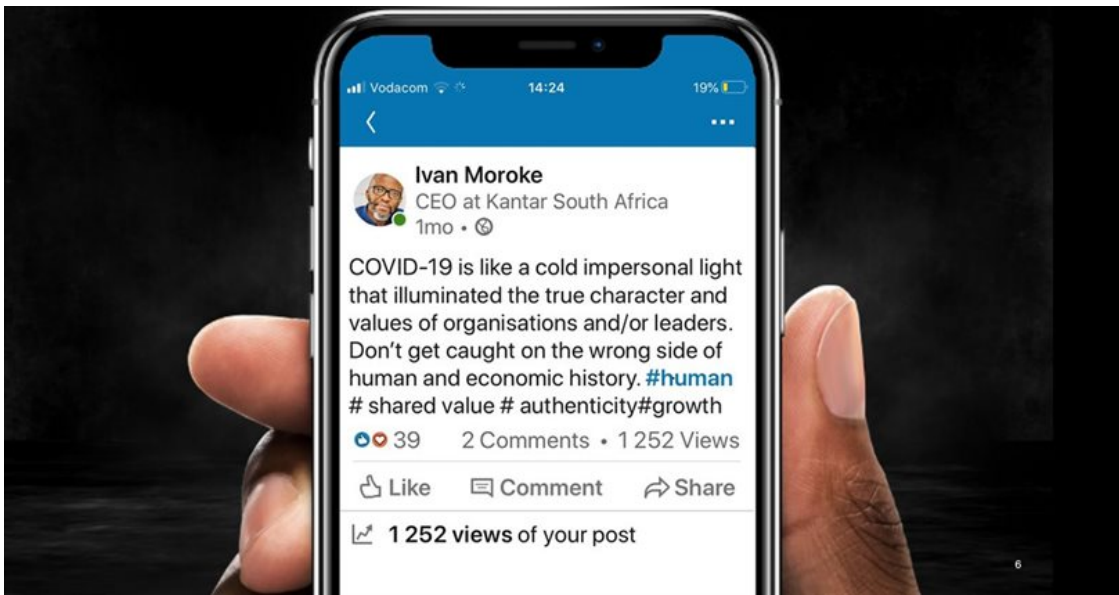 Vodacom 14:24 19%
Ivan Moroke
CEO at Kantar South Africa
1mo •
COVID-19 is like a cold impersonal light
that illuminated the true character and
values of organisations and/or leaders.
Don't get caught on the wrong side of
human and economic history. #human
# shared value # authenticity#growth
39 2 Comments • 1 252 Views
Like Comment Share
1 252 views of your post
6